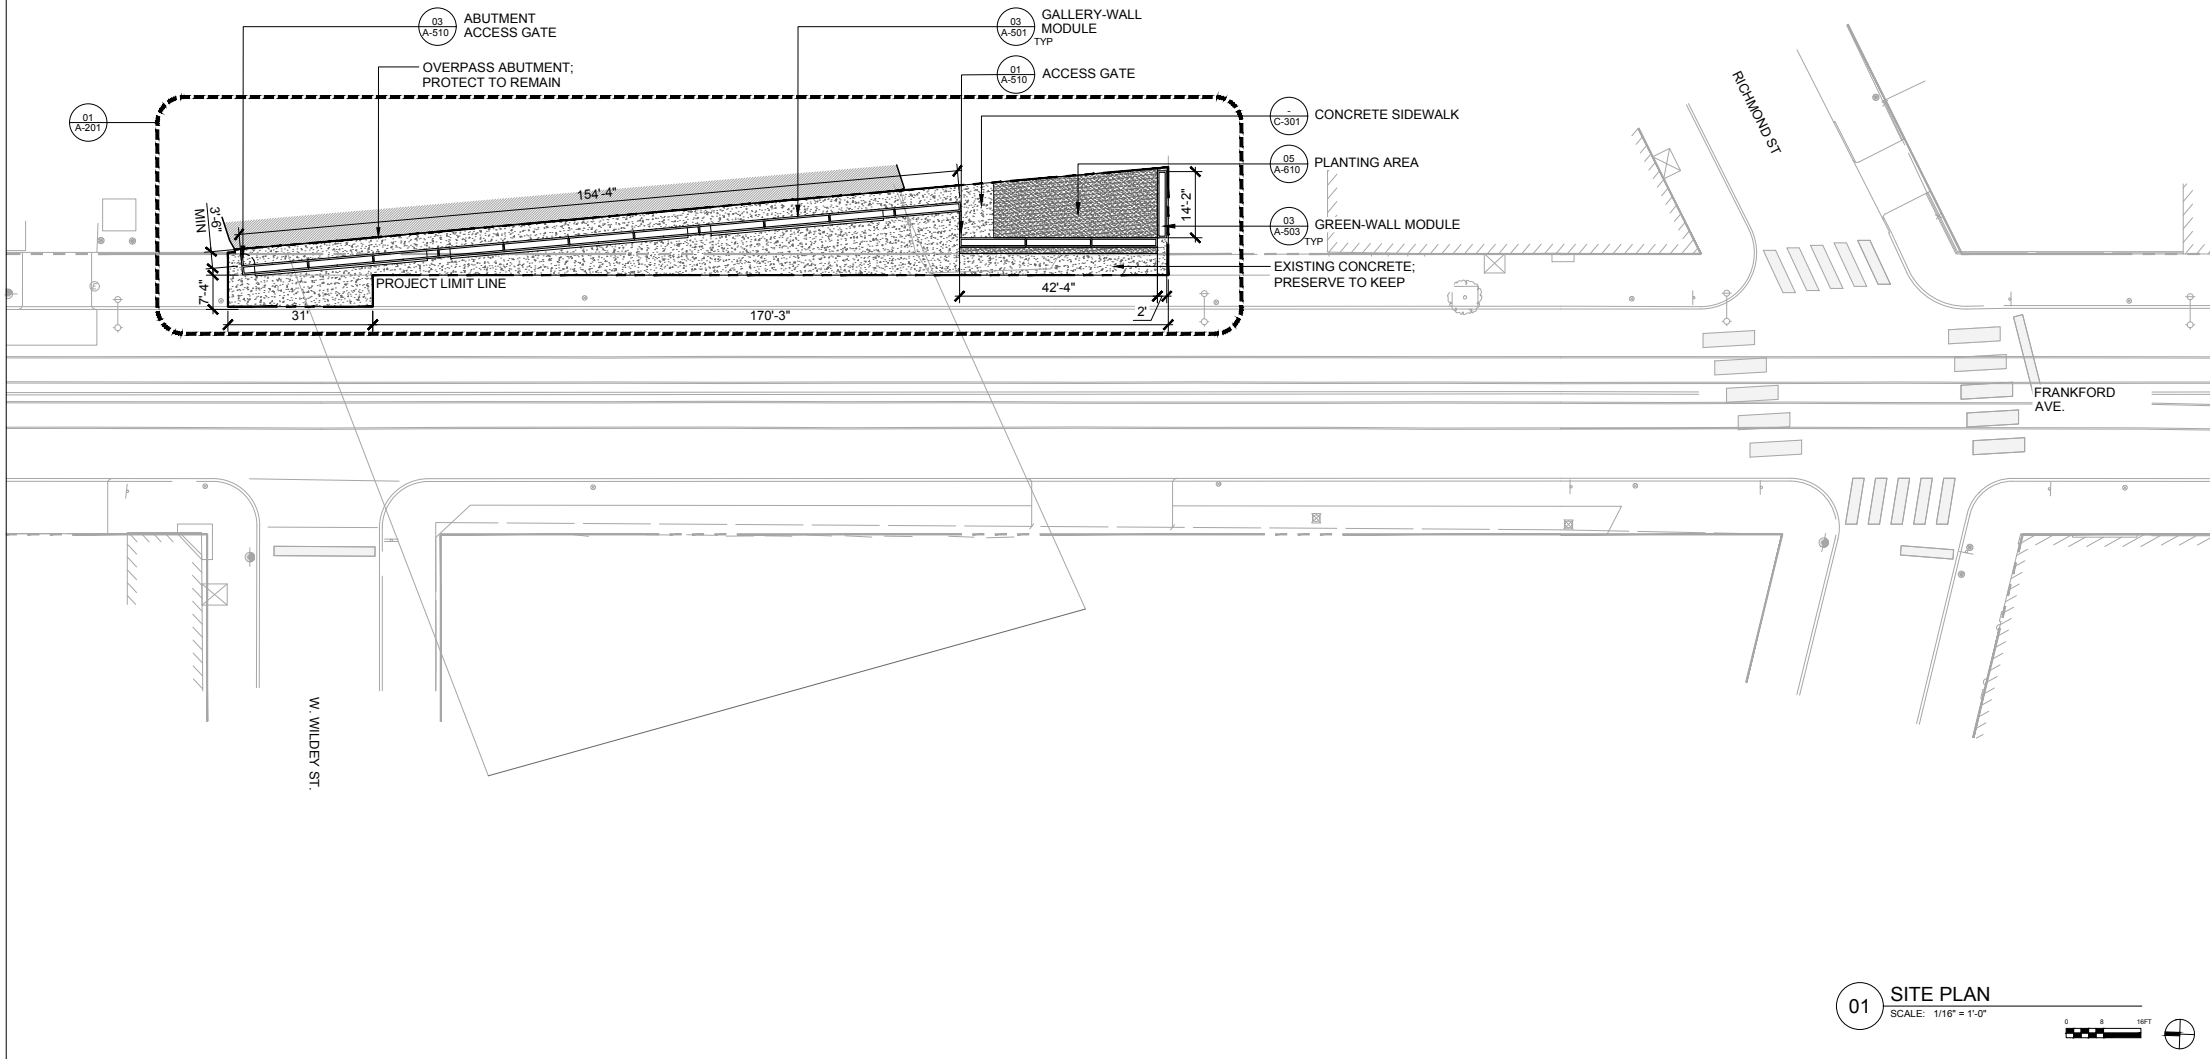 03
A-510
ABUTMENT
ACCESS GATE
OVERPASS ABUTMENT;
PROTECT TO REMAIN
03
A-501
TYP
GALLERY-WALL
MODULE
01
A-510
ACCESS GATE
01
A-201
-
C-301
CONCRETE SIDEWALK
05
A-610
PLANTING AREA
03
A-503
TYP
GREEN-WALL MODULE
EXISTING CONCRETE;
PRESERVE TO KEEP
154'-4"
3'-6"
MIN
7'-4"
14'-2"
PROJECT LIMIT LINE
42'-4"
2'
31'
170'-3"
RICHMOND ST
FRANKFORD
AVE.
W. WILDEY ST.
01
SITE PLAN
SCALE: 1/16" = 1'-0"
0 8 16FT